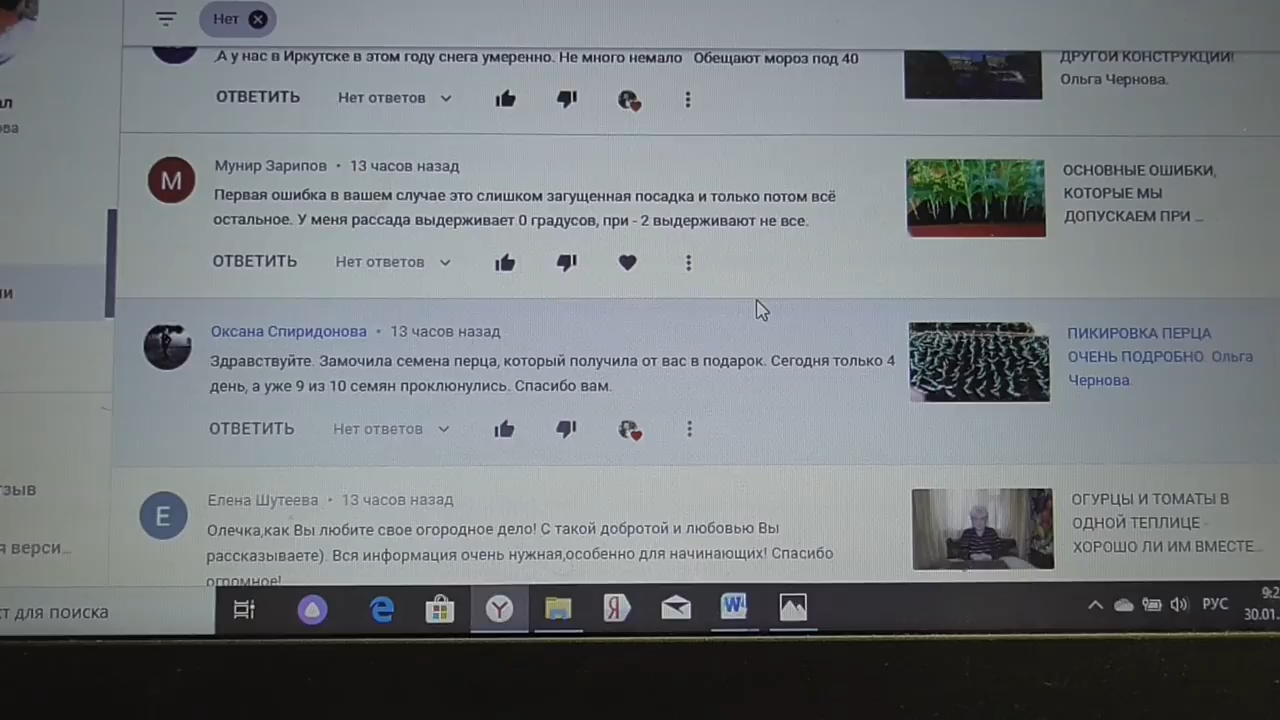 Нет
А у нас в Иркутске в этом году снега умеренно. Не много немало Обещают мороз под 40
ОТВЕТИТЬ Нет ответов
ДРУГОЙ КОНСТРУКЦИИ!
Ольга Чернова.
М
Мунир Зарипов • 13 часов назад
Первая ошибка в вашем случае это слишком загущенная посадка и только потом всё
остальное. У меня рассада выдерживает 0 градусов, при - 2 выдерживают не все.
ОТВЕТИТЬ Нет ответов
ОСНОВНЫЕ ОШИБКИ,
КОТОРЫЕ МЫ
ДОПУСКАЕМ ПРИ ...
Оксана Спиридонова • 13 часов назад
Здравствуйте. Замочила семена перца, который получила от вас в подарок. Сегодня только 4
день, а уже 9 из 10 семян проклюнулись. Спасибо вам.
ОТВЕТИТЬ Нет ответов
ПИКИРОВКА ПЕРЦА
ОЧЕНЬ ПОДРОБНО. Ольга
Чернова.
Е
Елена Шутеева • 13 часов назад
Олечка,как Вы любите свое огородное дело! С такой добротой и любовью Вы
рассказываете). Вся информация очень нужная,особенно для начинающих! Спасибо
огромное!
ОГУРЦЫ И ТОМАТЫ В
ОДНОЙ ТЕПЛИЦЕ -
ХОРОШО ЛИ ИМ ВМЕСТЕ...
я верси...
ст для поиска
РУС
9:2
30.01.